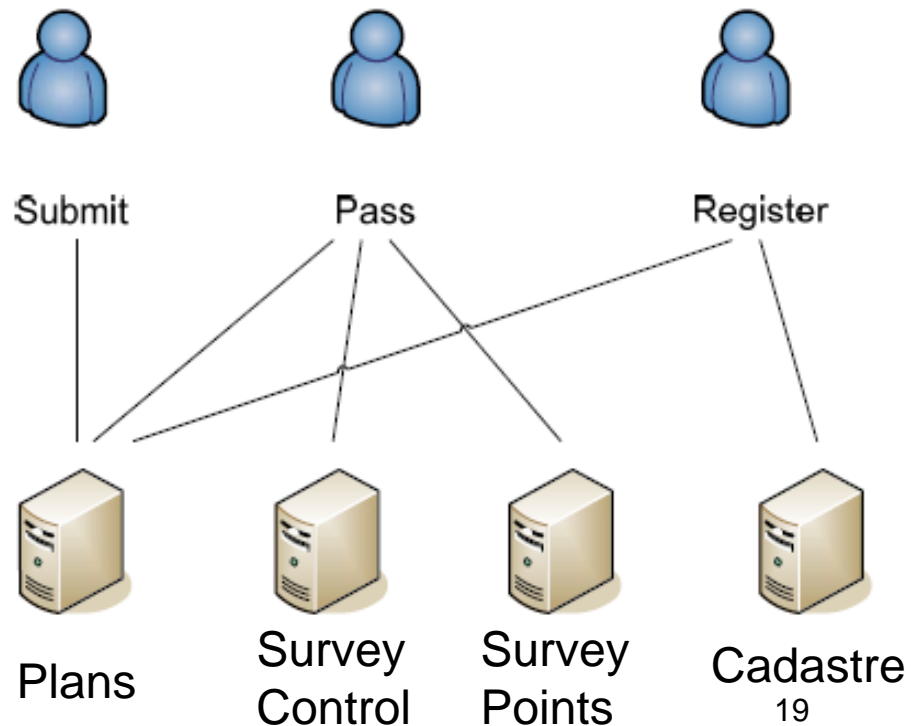 Submit
Pass
Register
Plans
Survey
Control
Survey
Points
Cadastre
19